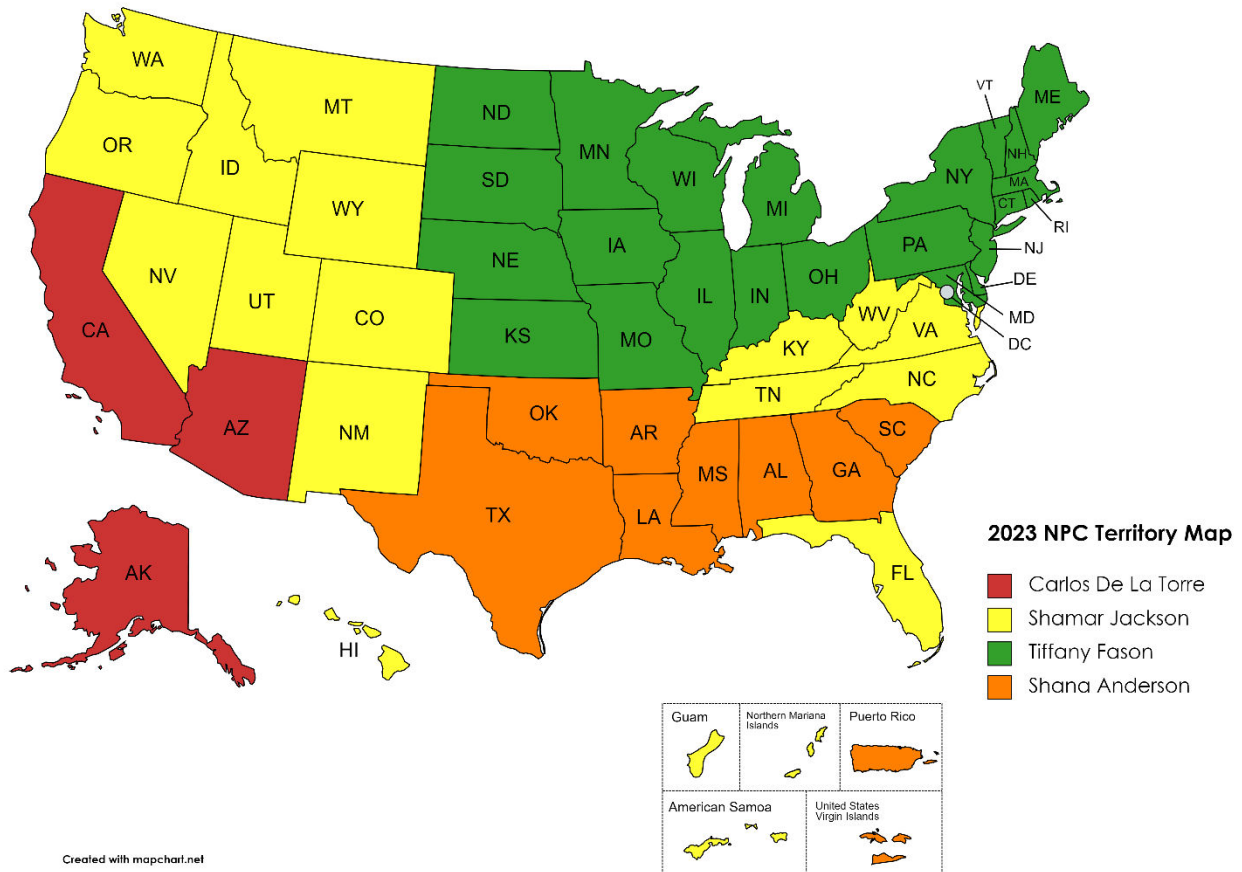 WA
MT
ND
MN
VT
ME
OR
ID
SD
WI
NY
NH
MA
WY
MI
CT
RI
IA
PA
NJ
NE
NV
UT
IL
IN
OH
DE
CA
CO
WV
MD
KS
MO
VA
DC
KY
NC
TN
OK
AZ
NM
AR
SC
MS
AL
GA
TX
LA
2023 NPC Territory Map
FL
AK
Carlos De La Torre
Shamar Jackson
HI
Tiffany Fason
Shana Anderson
Guam
Northern Mariana
Islands
Puerto Rico
American Samoa
United States
Virgin Islands
Created with mapchart.net